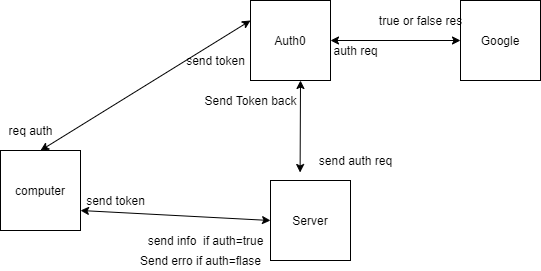 true or false res
Auth0
Google
auth req
send token
Send Token back
req auth
send auth req
computer
send token
Server
send info  if auth=true
Send erro if auth=flase